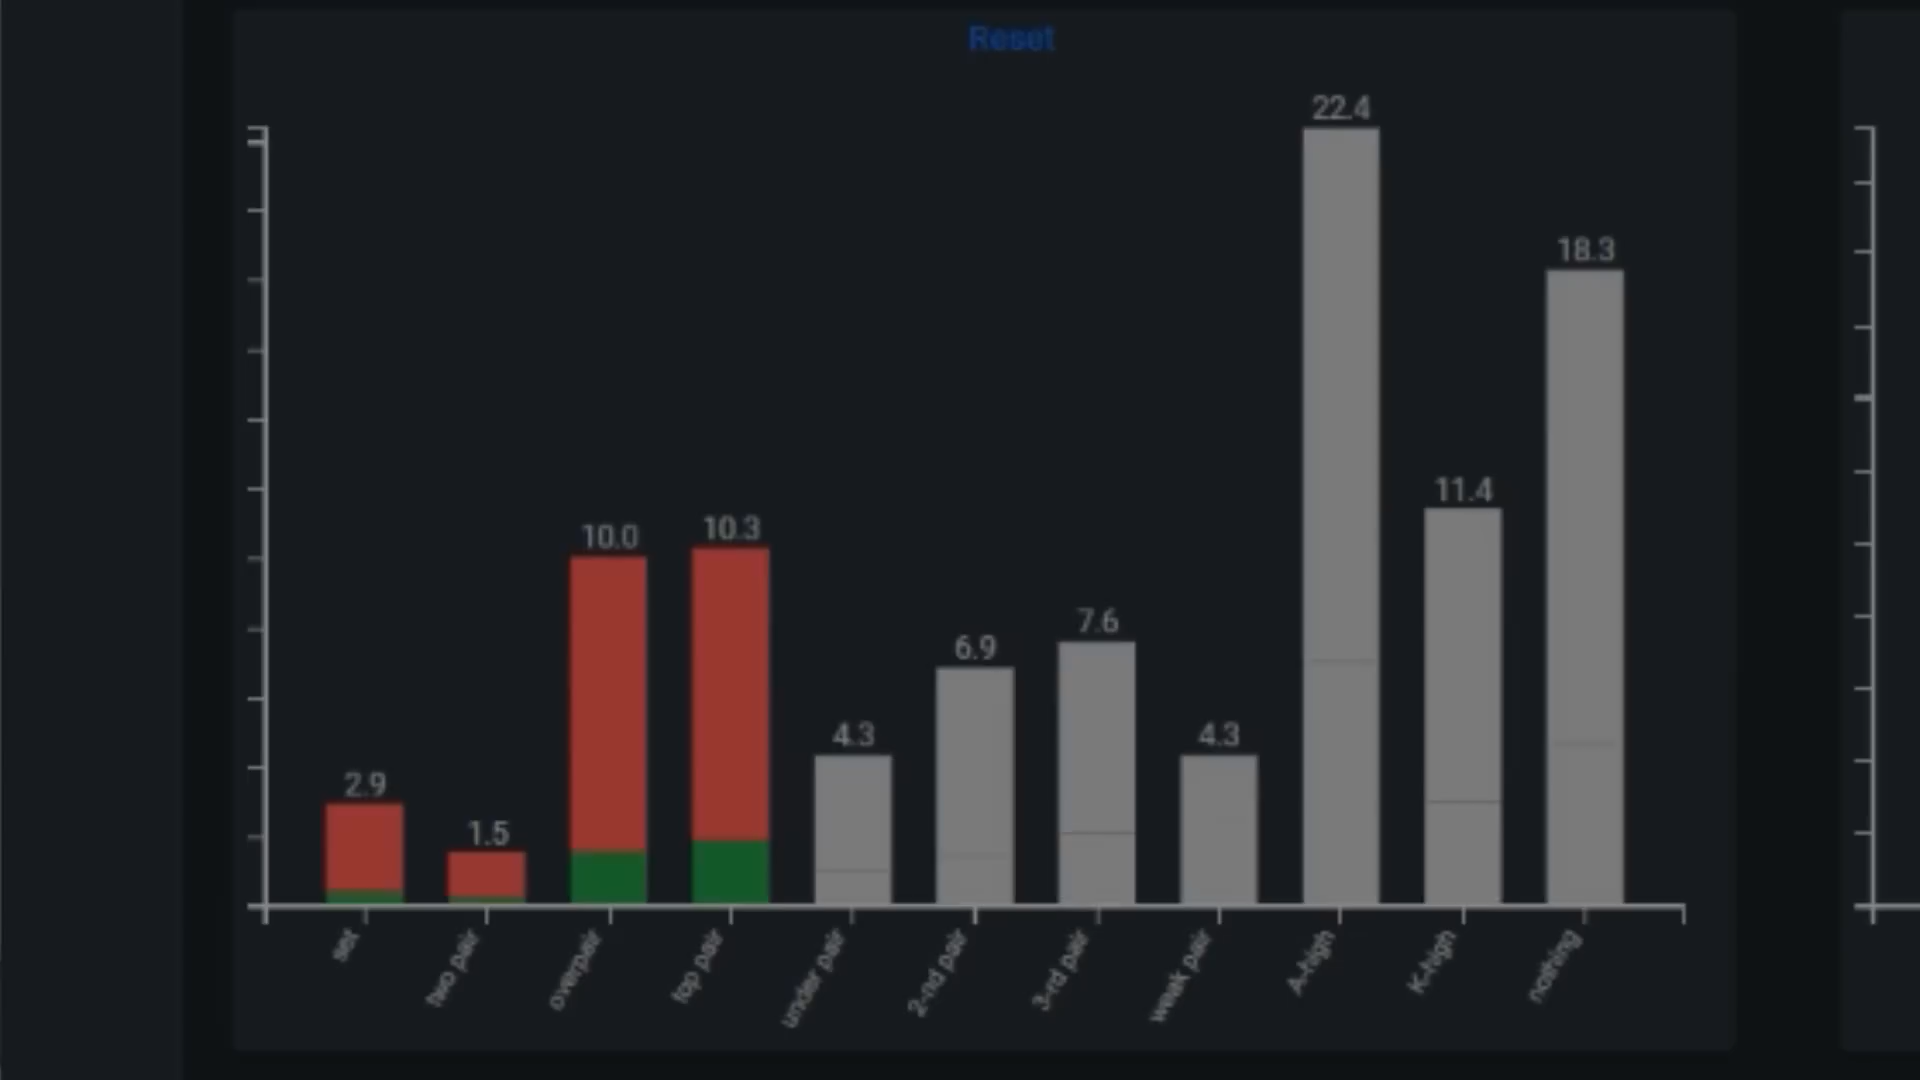 Reset
22.4
18.3
11.4
10.0
10.3
7.6
6.9
4.3
4.3
2.9
1.5
set
two pair
overpair
top pair
under pair
2-nd pair
3-rd pair
weak pair
A-high
K-high
nothing